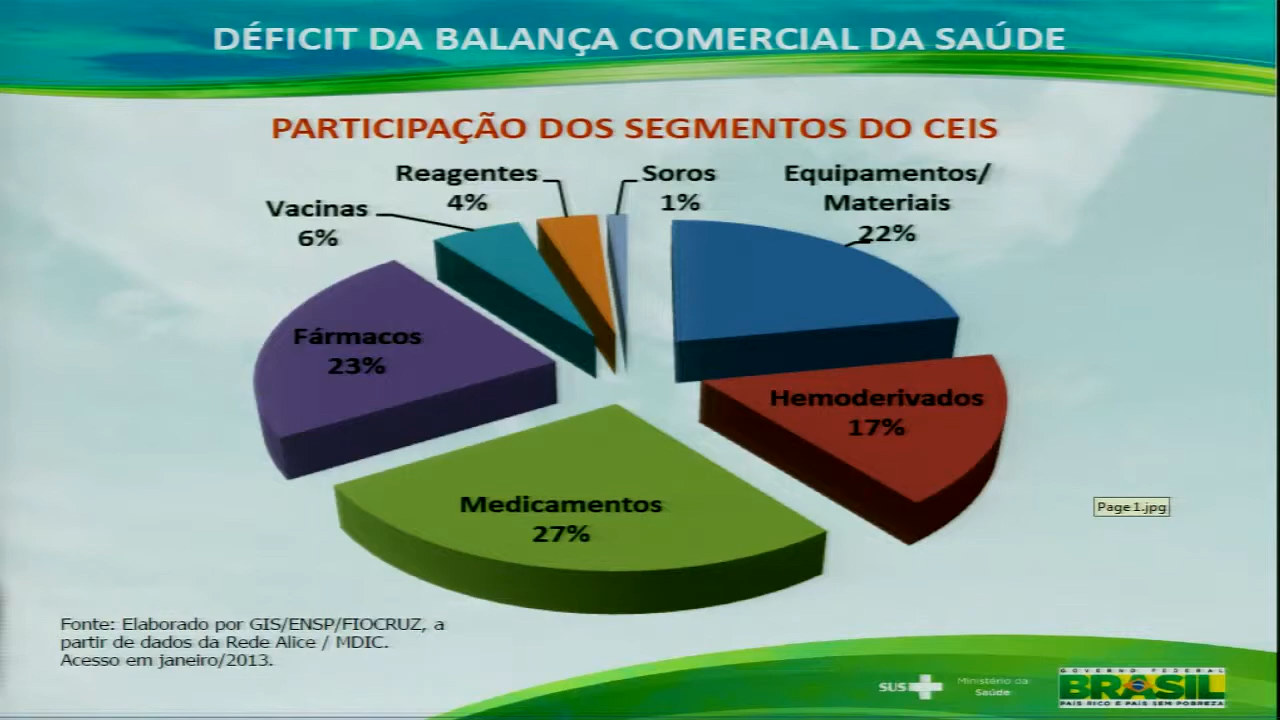 DÉFICIT DA BALANÇA COMERCIAL DA SAÚDE
PARTICIPAÇÃO DOS SEGMENTOS DO CEIS
Reagentes
4%
Soros
1%
Equipamentos/
Materiais
22%
Vacinas
6%
Fármacos
23%
Hemoderivados
17%
Medicamentos
27%
Page 1.jpg
Fonte: Elaborado por GIS/ENSP/FIOCRUZ, a
partir de dados da Rede Alice / MDIC.
Acesso em janeiro/2013.
SUS
Ministério da
Saúde
GOVERNO FEDERAL
BRASIL
PAÍS RICO É PAÍS SEM POBREZA